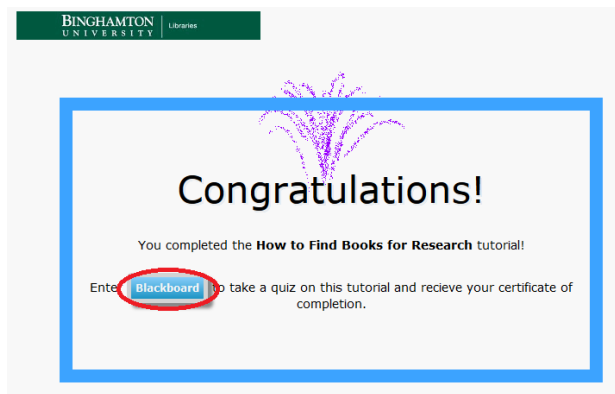 BINGHAMTON
UNIVERSITY
Libraries
Congratulations!
You completed the How to Find Books for Research tutorial!
Enter Blackboard to take a quiz on this tutorial and recieve your certificate of
completion.